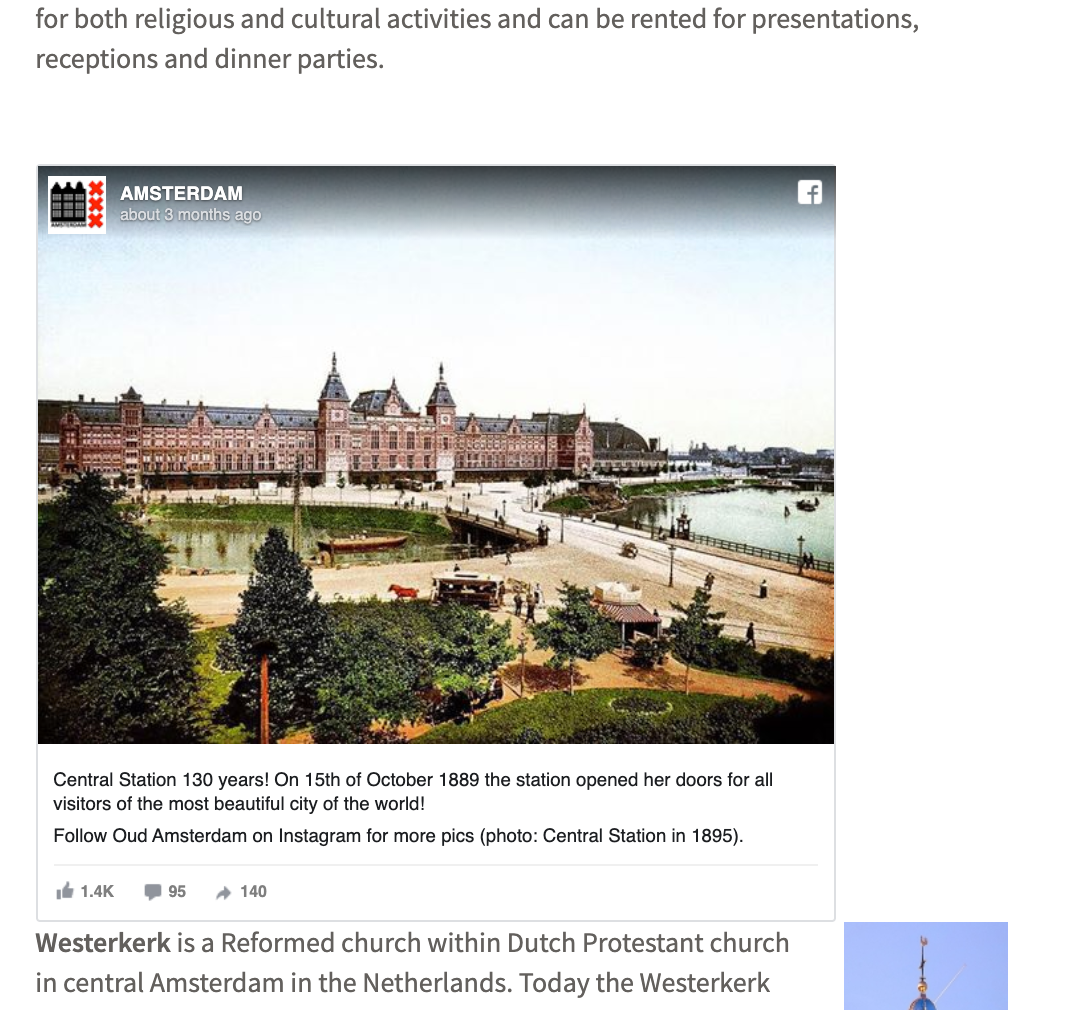 for both religious and cultural activities and can be rented for presentations,
receptions and dinner parties.
AMSTERDAM
AMSTERDAM
about 3 months ago
Central Station 130 years! On 15th of October 1889 the station opened her doors for all
visitors of the most beautiful city of the world!
Follow Oud Amsterdam on Instagram for more pics (photo: Central Station in 1895).
1.4K 95 140
Westerkerk is a Reformed church within Dutch Protestant church
in central Amsterdam in the Netherlands. Today the Westerkerk